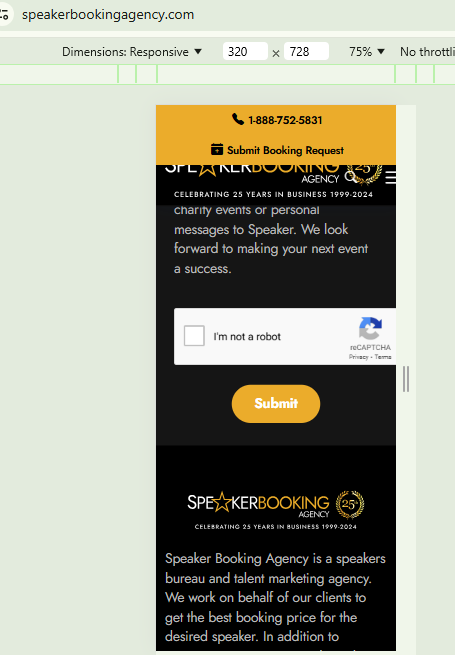 speakerbookingagency.com
Dimensions: Responsive ▼ 320 × 728 75% ▼ No throttli
1-888-752-5831
Submit Booking Request
SPEAKERBOOKING
AGENCY
25
CELEBRATING 25 YEARS IN BUSINESS 1999-2024
charity events or personal
messages to Speaker. We look
forward to making your next event
a success.
I'm not a robot
reCAPTCHA
Privacy - Terms
Submit
SPE☆KERBOOKING
AGENCY
25
CELEBRATING 25 YEARS IN BUSINESS 1999-2024
Speaker Booking Agency is a speakers
bureau and talent marketing agency.
We work on behalf of our clients to
get the best booking price for the
desired speaker. In addition to